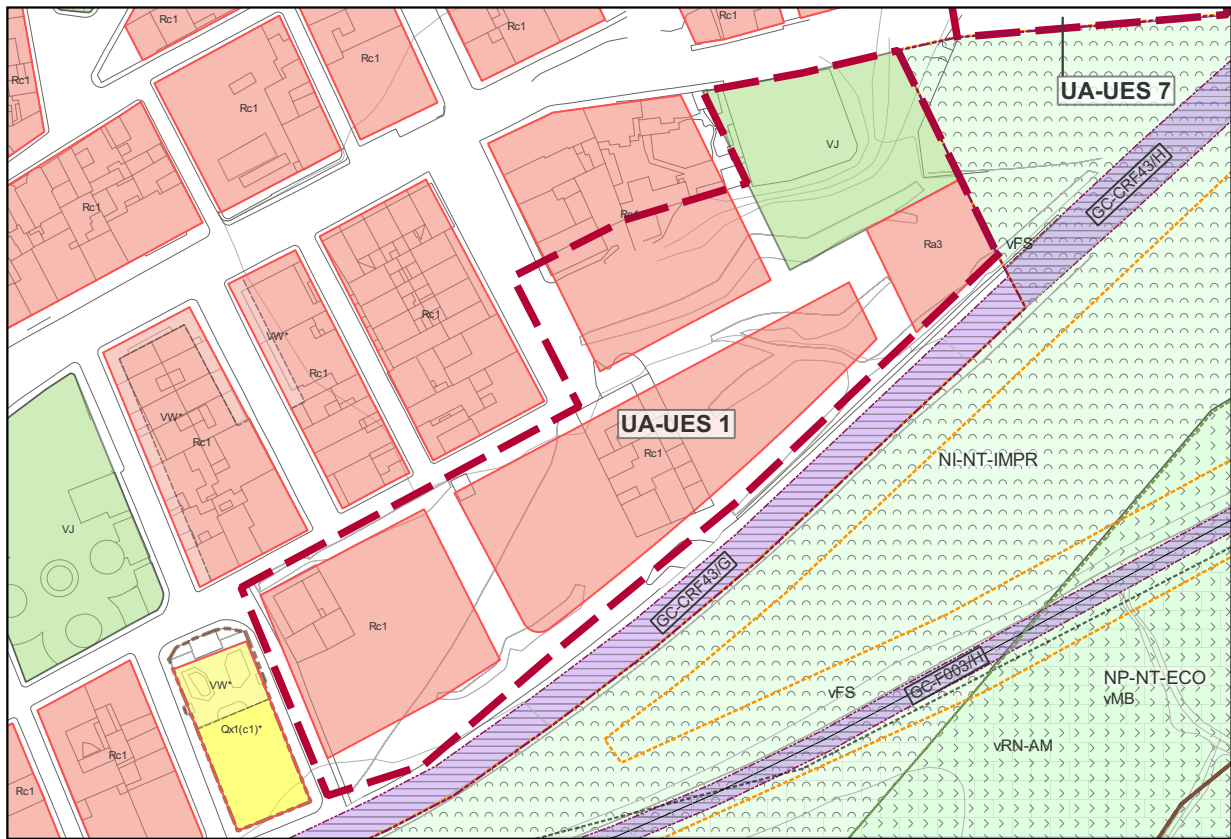 Rc1
Rc1
Rc1
Rc1
Rc1
Rc1
UA-UES 7
GC-CRF43/H
VJ
Rc1
Rc1
Ra3
vFS
VW*
Rc1
Rc1
VW*
Rc1
UA-UES 1
Rc1
NI-NT-IMPR
VJ
GC-CRF43/G
Rc1
VW*
Qx1(c1)*
vFS
GC-F003/H
NP-NT-ECO
vMB
vRN-AM
Rc1
Rc1